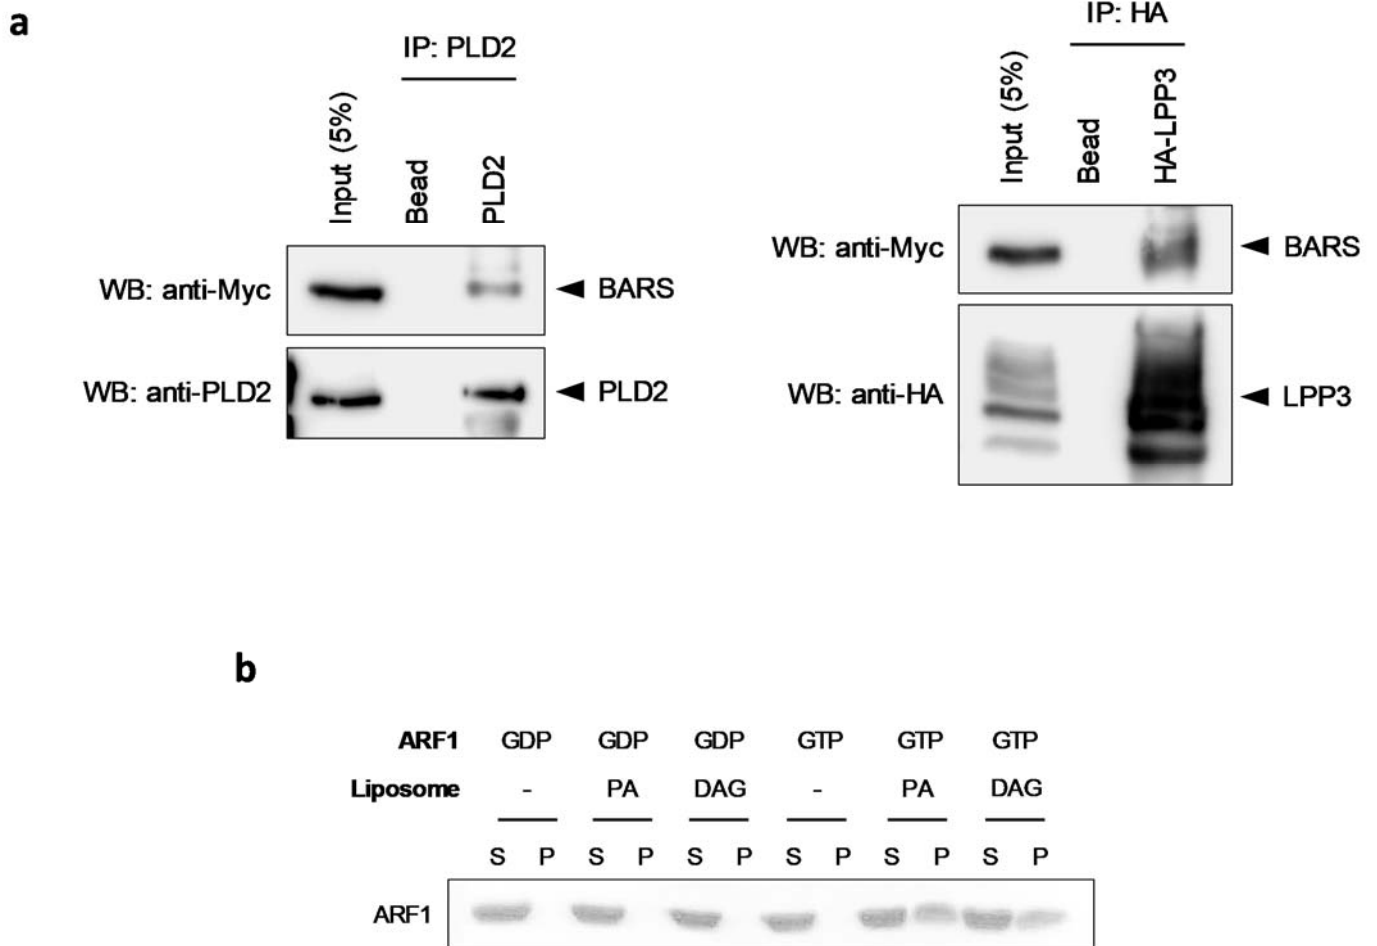 a
IP: PLD2
Input (5%)
Bead
PLD2
WB: anti-Myc
BARS
WB: anti-PLD2
PLD2
IP: HA
Input (5%)
Bead
HA-LPP3
WB: anti-Myc
BARS
WB: anti-HA
LPP3
b
ARF1 GDP GDP GDP GTP GTP GTP
Liposome - PA DAG - PA DAG
S P S P S P S P S P S P
ARF1